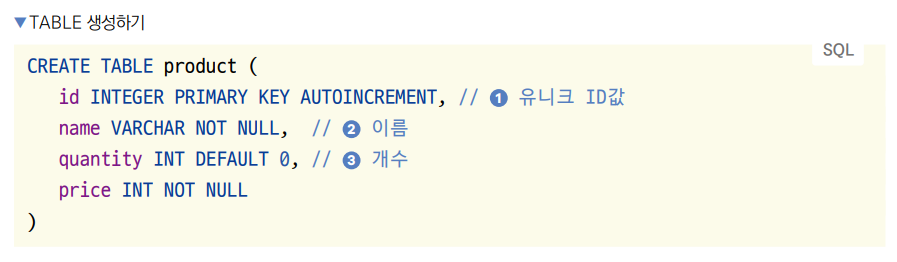 ▼TABLE 생성하기
SQL
CREATE TABLE product (
id INTEGER PRIMARY KEY AUTOINCREMENT, // ❶ 유니크 ID값
name VARCHAR NOT NULL, // ❷ 이름
quantity INT DEFAULT 0, // ❸ 개수
price INT NOT NULL
)